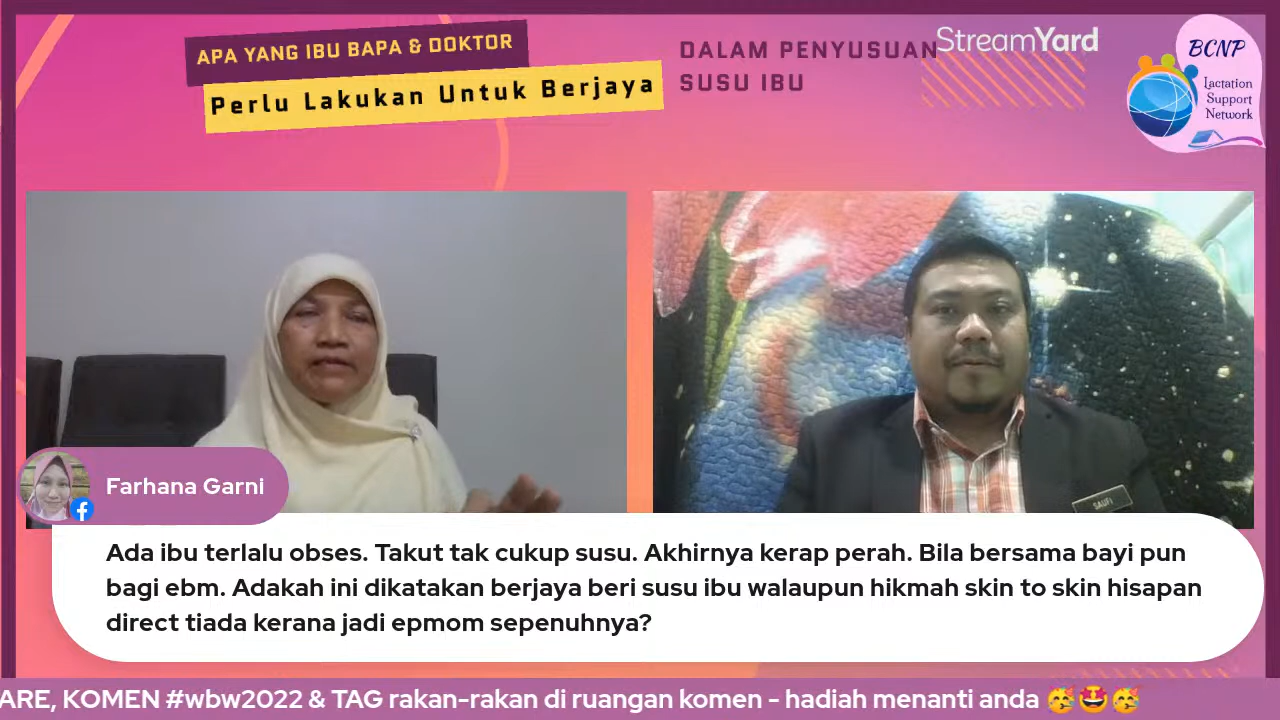 APA YANG IBU BAPA & DOKTOR
Perlu Lakukan Untuk Berjaya
DALAM PENYUSUAN
SUSU IBU
StreamYard
BCNP
Lactation
Support
Network
SAUFI
Farhana Garni
Ada ibu terlalu obses. Takut tak cukup susu. Akhirnya kerap perah. Bila bersama bayi pun
bagi ebm. Adakah ini dikatakan berjaya beri susu ibu walaupun hikmah skin to skin hisapan
direct tiada kerana jadi epmom sepenuhnya?
ARE, KOMEN #wbw2022 & TAG rakan-rakan di ruangan komen - hadiah menanti anda 🥳🤩🥳